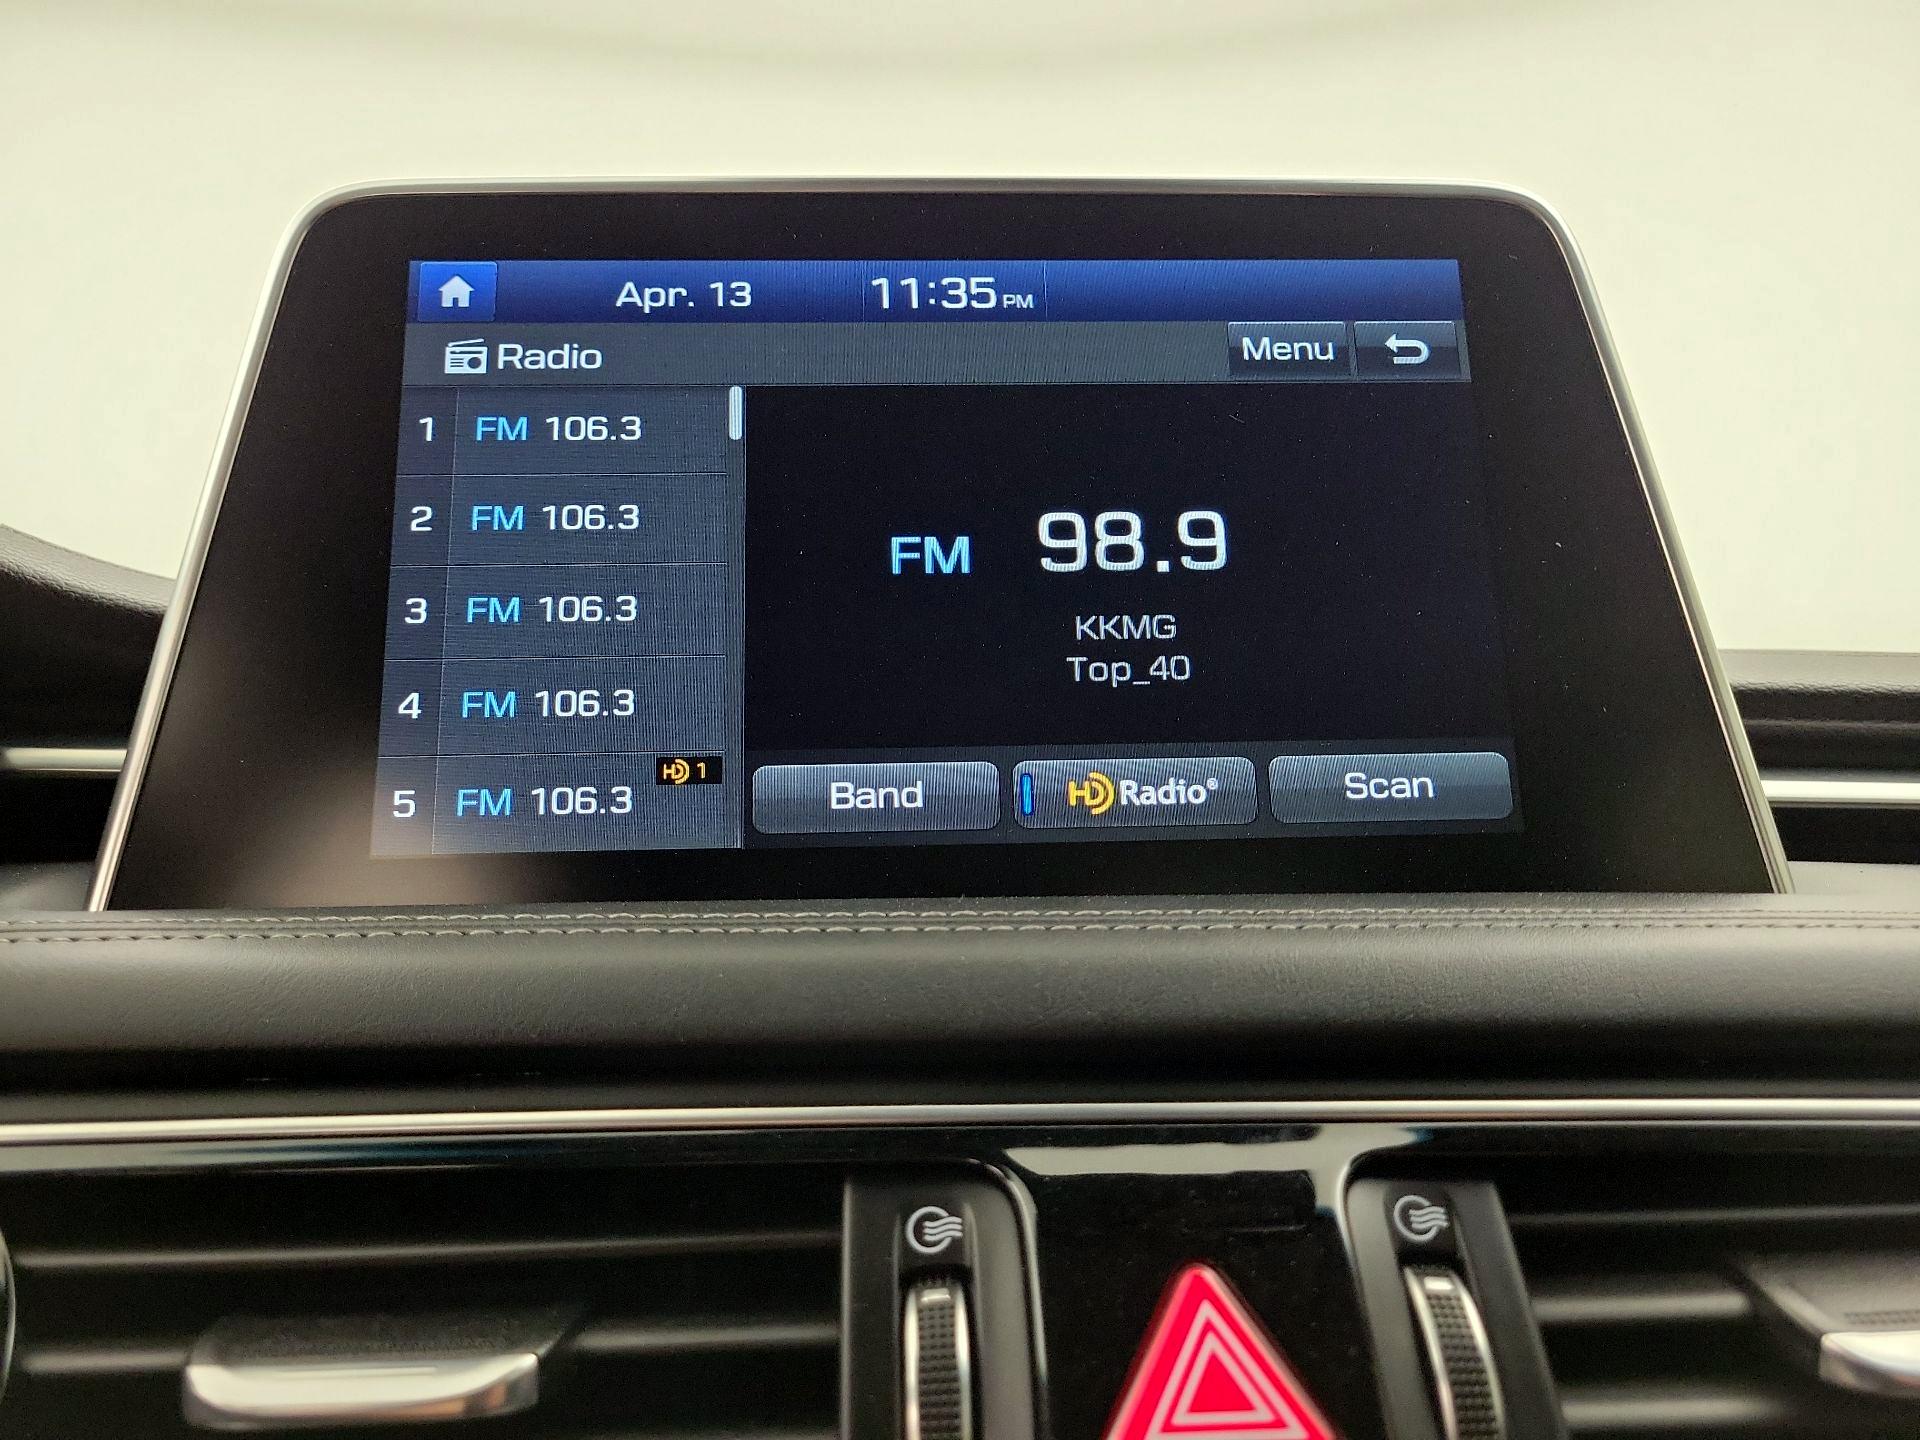 Apr. 13 11:35 PM
Radio Menu
1 FM 106.3
2 FM 106.3
3 FM 106.3
4 FM 106.3
HD 1
5 FM 106.3
FM 98.9
KKMG
Top_40
Band HD Radio® Scan